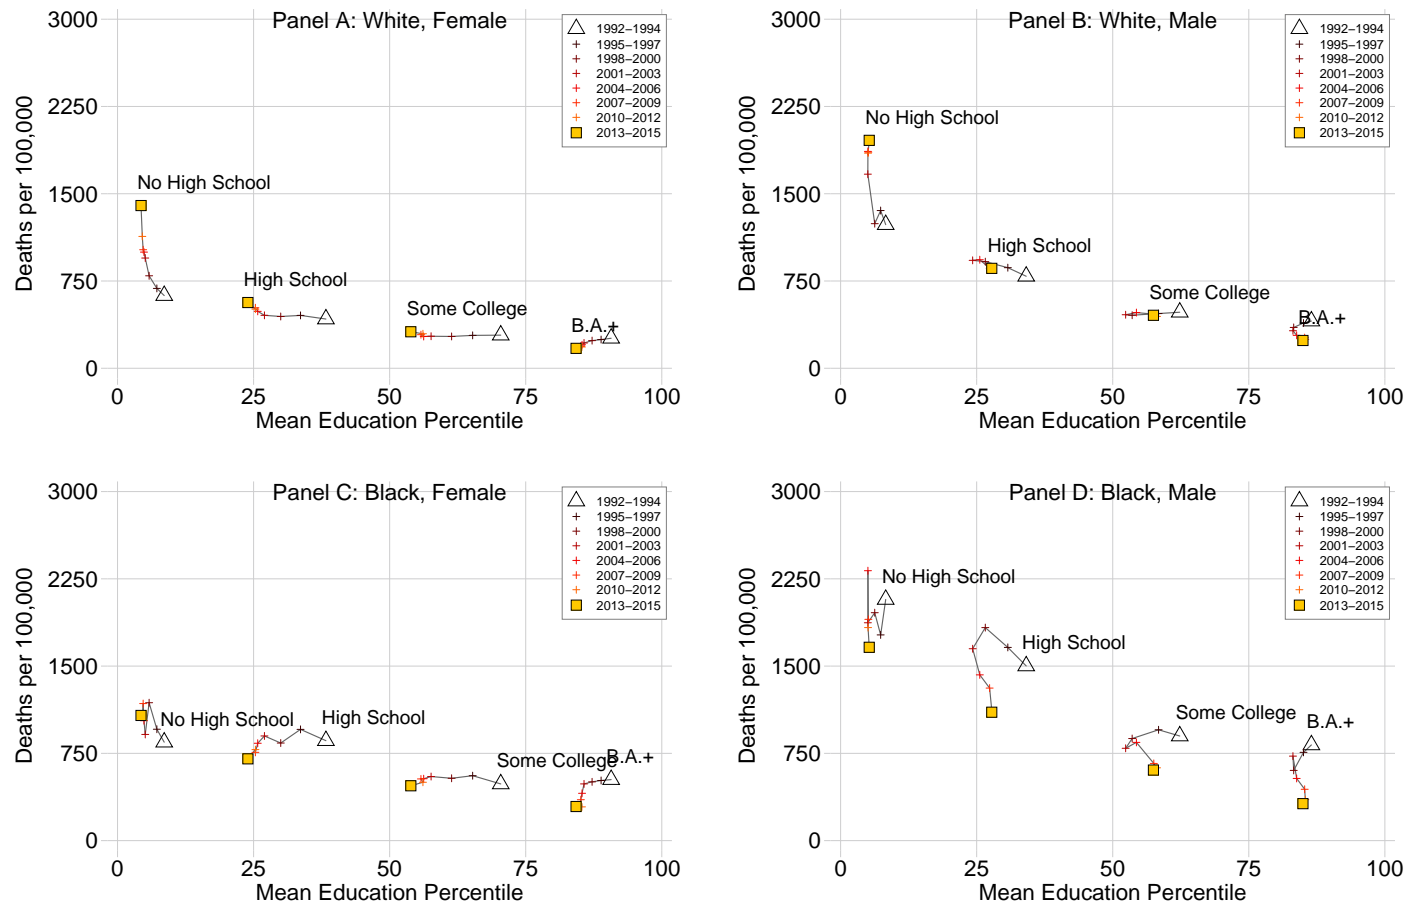 Panel A: White, Female
3000
2250
1500
750
0
Deaths per 100,000
No High School
High School
Some College
B.A.+
1992−1994
1995−1997
1998−2000
2001−2003
2004−2006
2007−2009
2010−2012
2013−2015
0 25 50 75 100
Mean Education Percentile
Panel B: White, Male
3000
2250
1500
750
0
Deaths per 100,000
No High School
High School
Some College
B.A.+
1992−1994
1995−1997
1998−2000
2001−2003
2004−2006
2007−2009
2010−2012
2013−2015
0 25 50 75 100
Mean Education Percentile
Panel C: Black, Female
3000
2250
1500
750
0
Deaths per 100,000
No High School
High School
Some College
B.A.+
1992−1994
1995−1997
1998−2000
2001−2003
2004−2006
2007−2009
2010−2012
2013−2015
0 25 50 75 100
Mean Education Percentile
Panel D: Black, Male
3000
2250
1500
750
0
Deaths per 100,000
No High School
High School
Some College
B.A.+
1992−1994
1995−1997
1998−2000
2001−2003
2004−2006
2007−2009
2010−2012
2013−2015
0 25 50 75 100
Mean Education Percentile